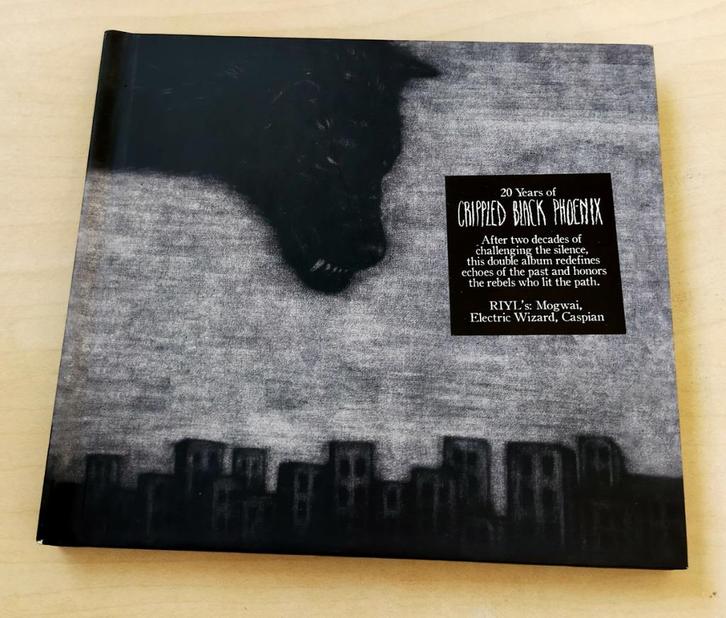 20 Years of
CRIPPLED BLACK PHOENIX
After two decades of
challenging the silence,
this double album redefines
echoes of the past and honors
the rebels who lit the path.
RIYL's: Mogwai,
Electric Wizard, Caspian